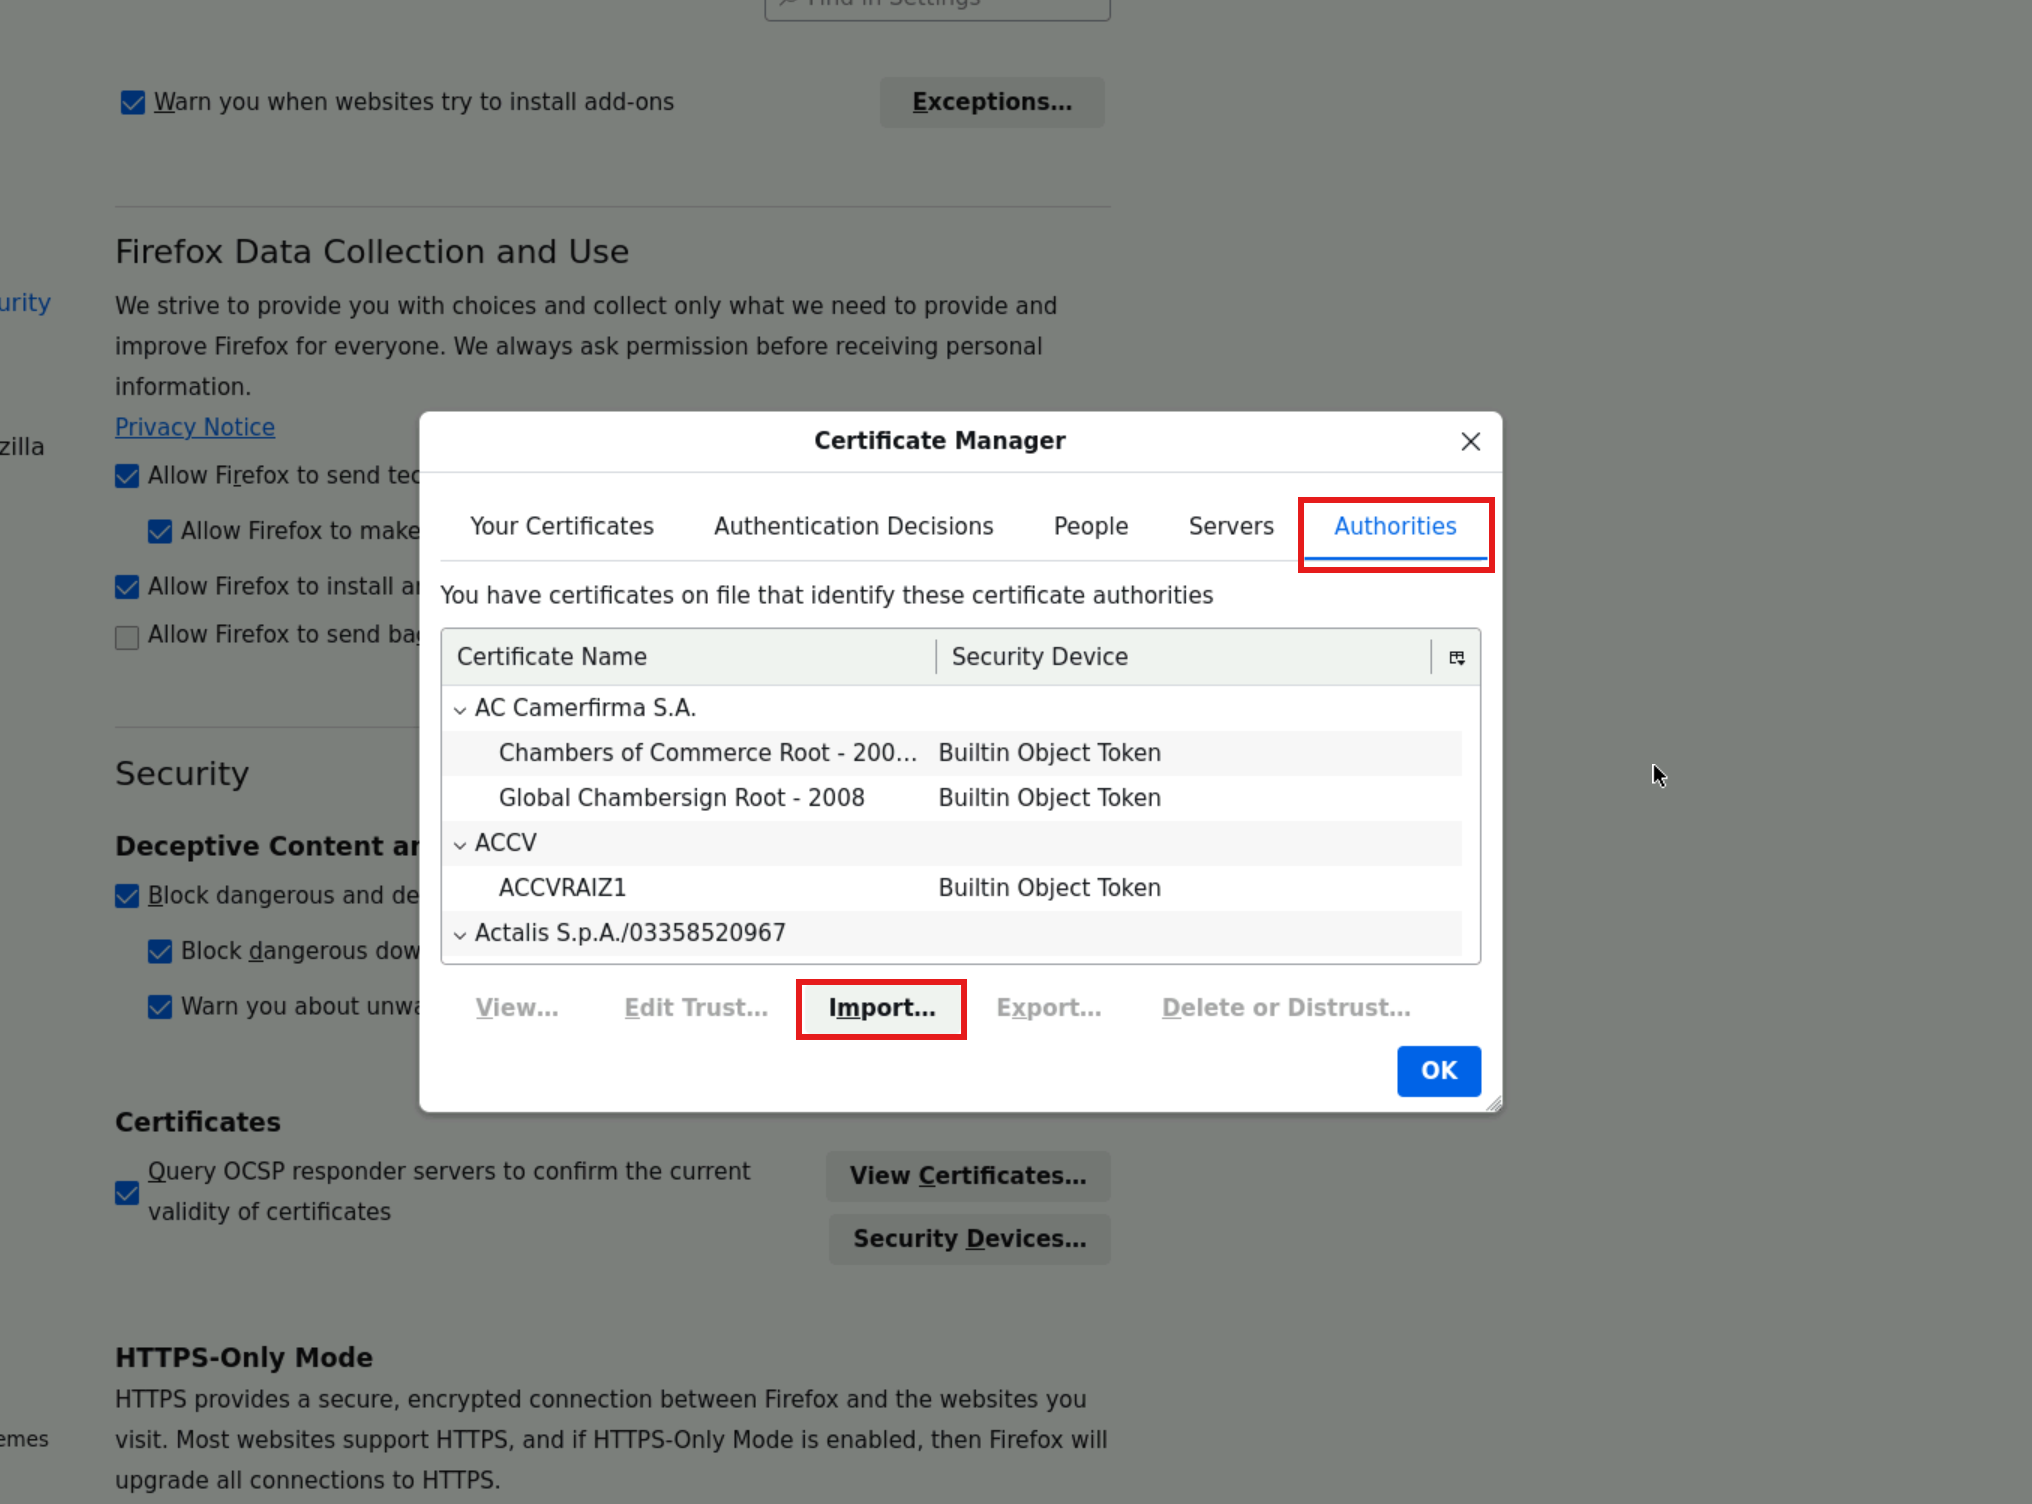 Find in Settings
Warn you when websites try to install add-ons
Exceptions...
Firefox Data Collection and Use
urity
We strive to provide you with choices and collect only what we need to provide and
improve Firefox for everyone. We always ask permission before receiving personal
information.
Privacy Notice
zilla
Allow Firefox to send tec
Allow Firefox to make
Allow Firefox to install an
Allow Firefox to send bac
Security
Deceptive Content an
Block dangerous and de
Block dangerous dow
Warn you about unwa
Certificate Manager
Your Certificates
Authentication Decisions
People
Servers
Authorities
You have certificates on file that identify these certificate authorities
Certificate Name
Security Device
AC Camerfirma S.A.
Chambers of Commerce Root - 200... Builtin Object Token
Global Chambersign Root - 2008 Builtin Object Token
ACCV
ACCVRAIZ1 Builtin Object Token
Actalis S.p.A./03358520967
View...
Edit Trust...
Import...
Export...
Delete or Distrust...
OK
Certificates
Query OCSP responder servers to confirm the current
validity of certificates
View Certificates...
Security Devices...
HTTPS-Only Mode
HTTPS provides a secure, encrypted connection between Firefox and the websites you
emes
visit. Most websites support HTTPS, and if HTTPS-Only Mode is enabled, then Firefox will
upgrade all connections to HTTPS.